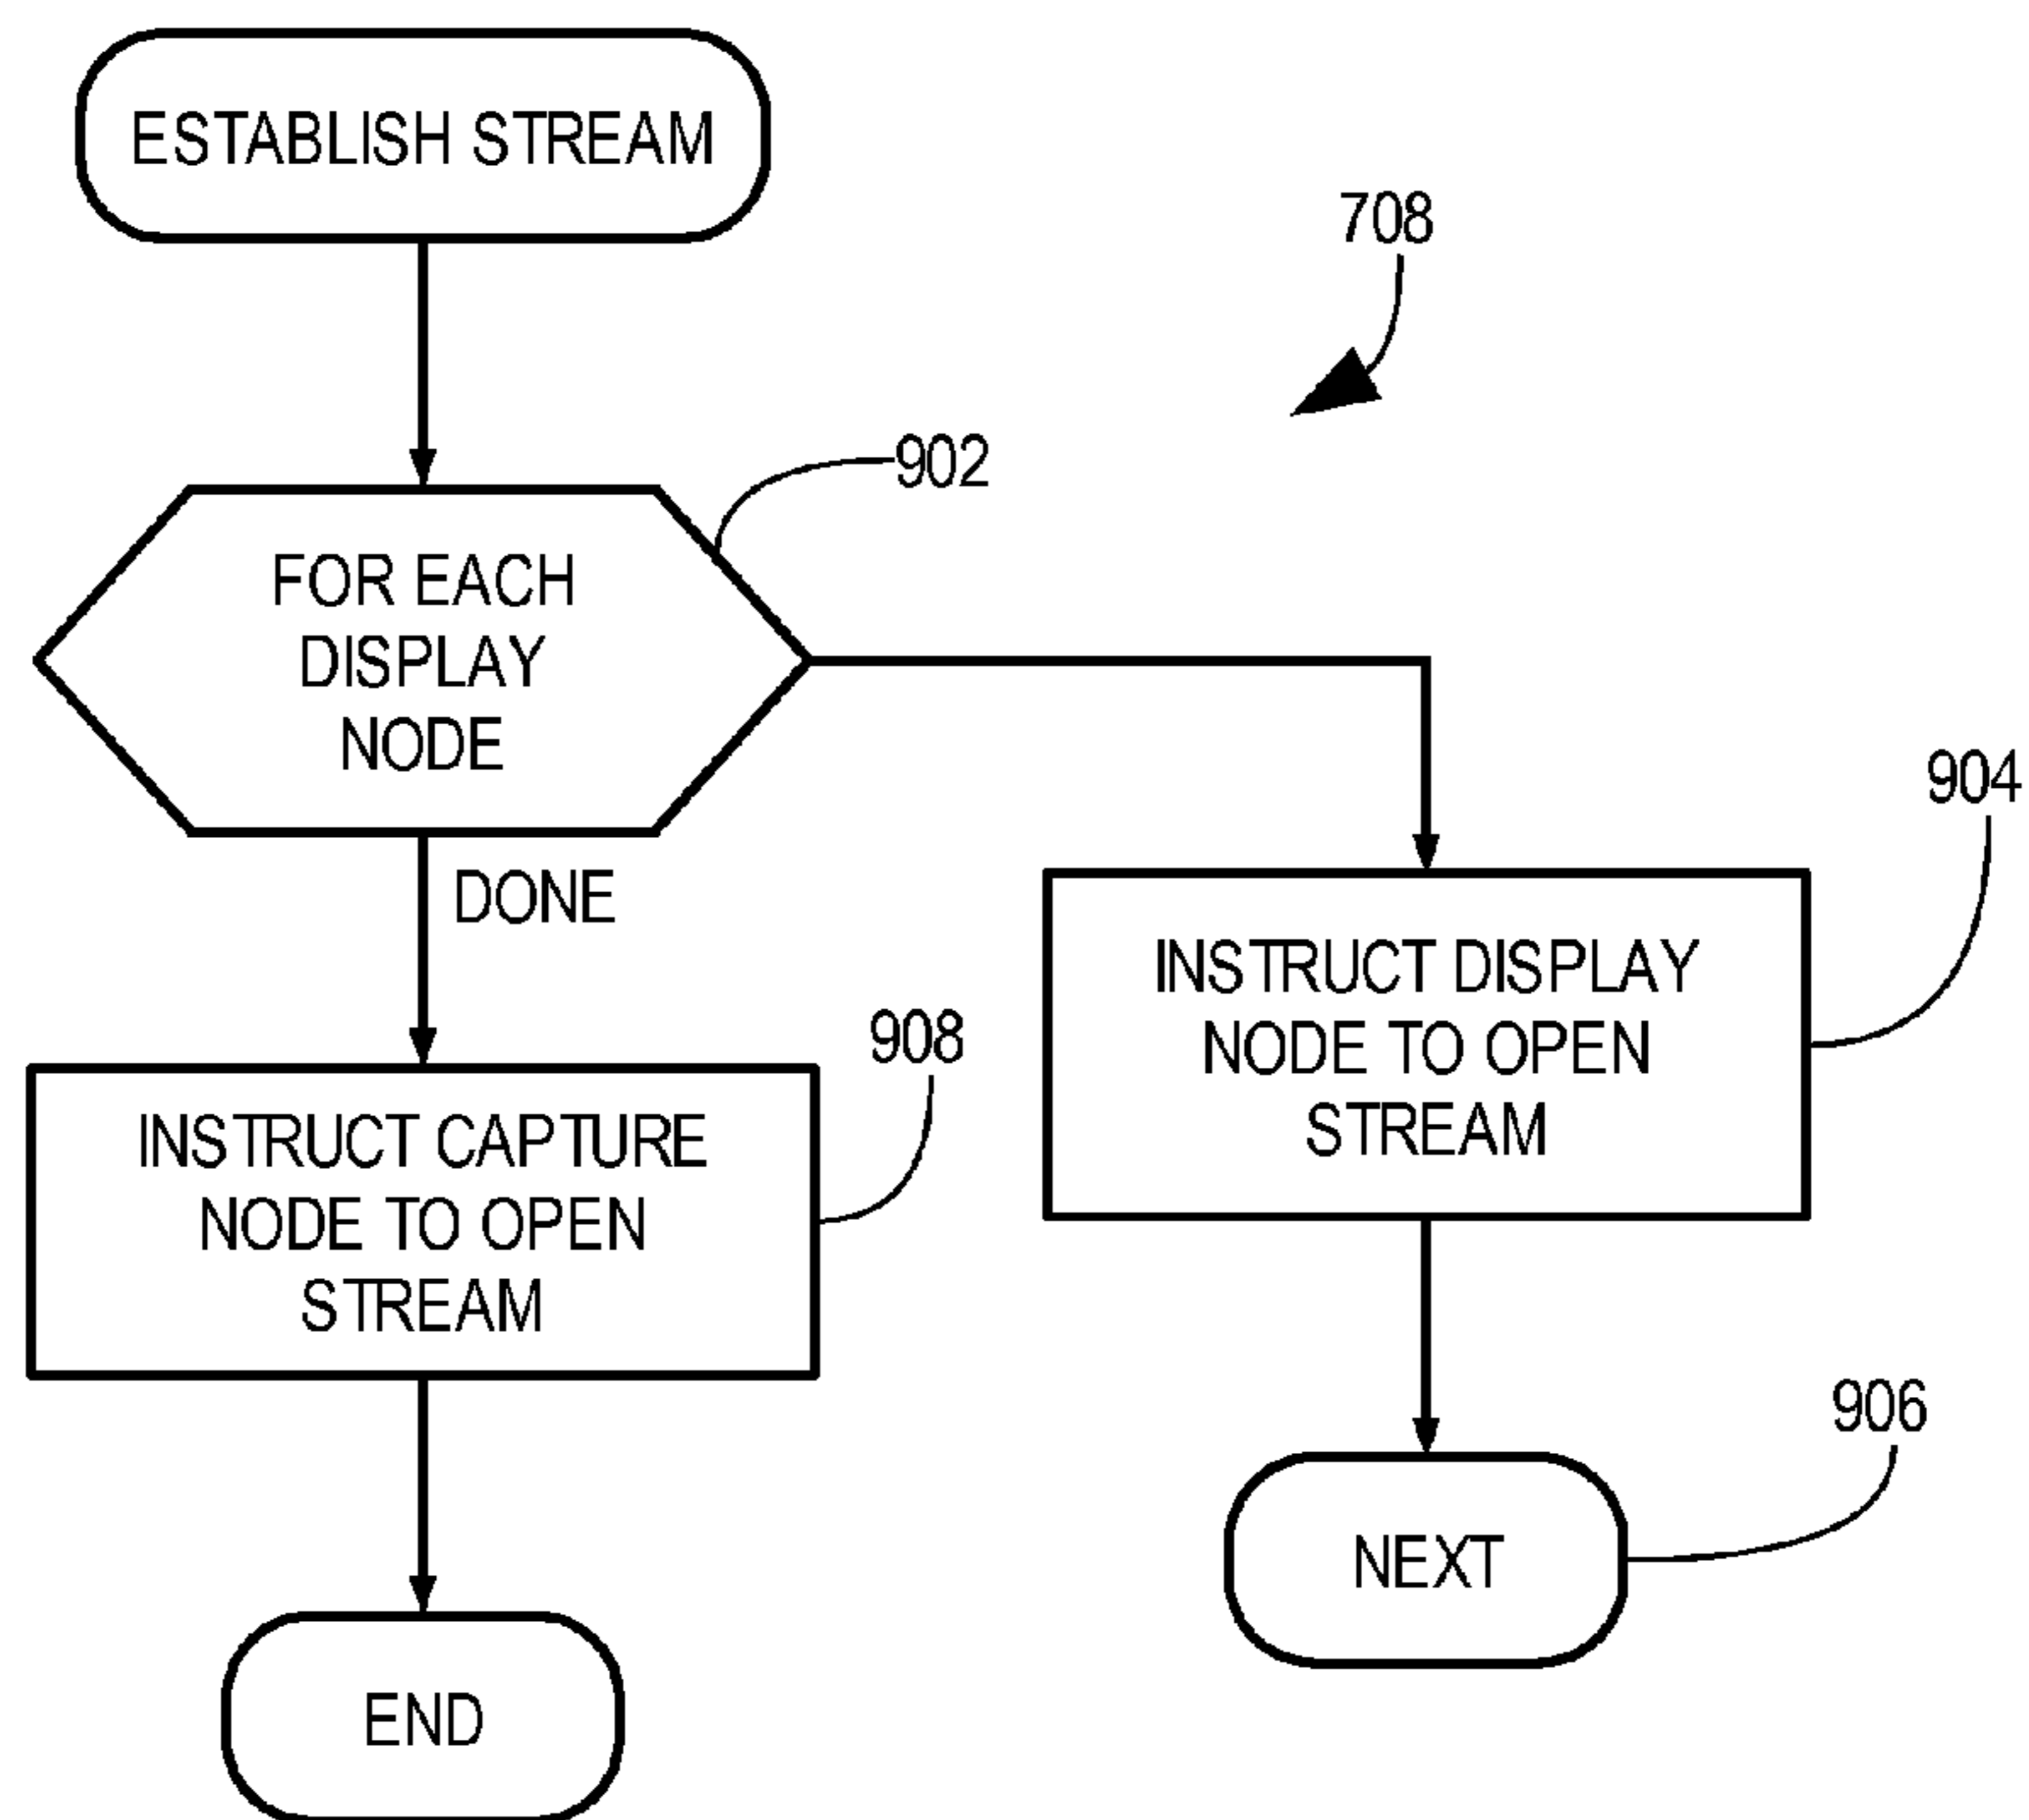 ESTABLISH STREAM
708
902
FOR EACH
DISPLAY
NODE
904
DONE
INSTRUCT DISPLAY
NODE TO OPEN
STREAM
908
INSTRUCT CAPTURE
NODE TO OPEN
STREAM
906
NEXT
END